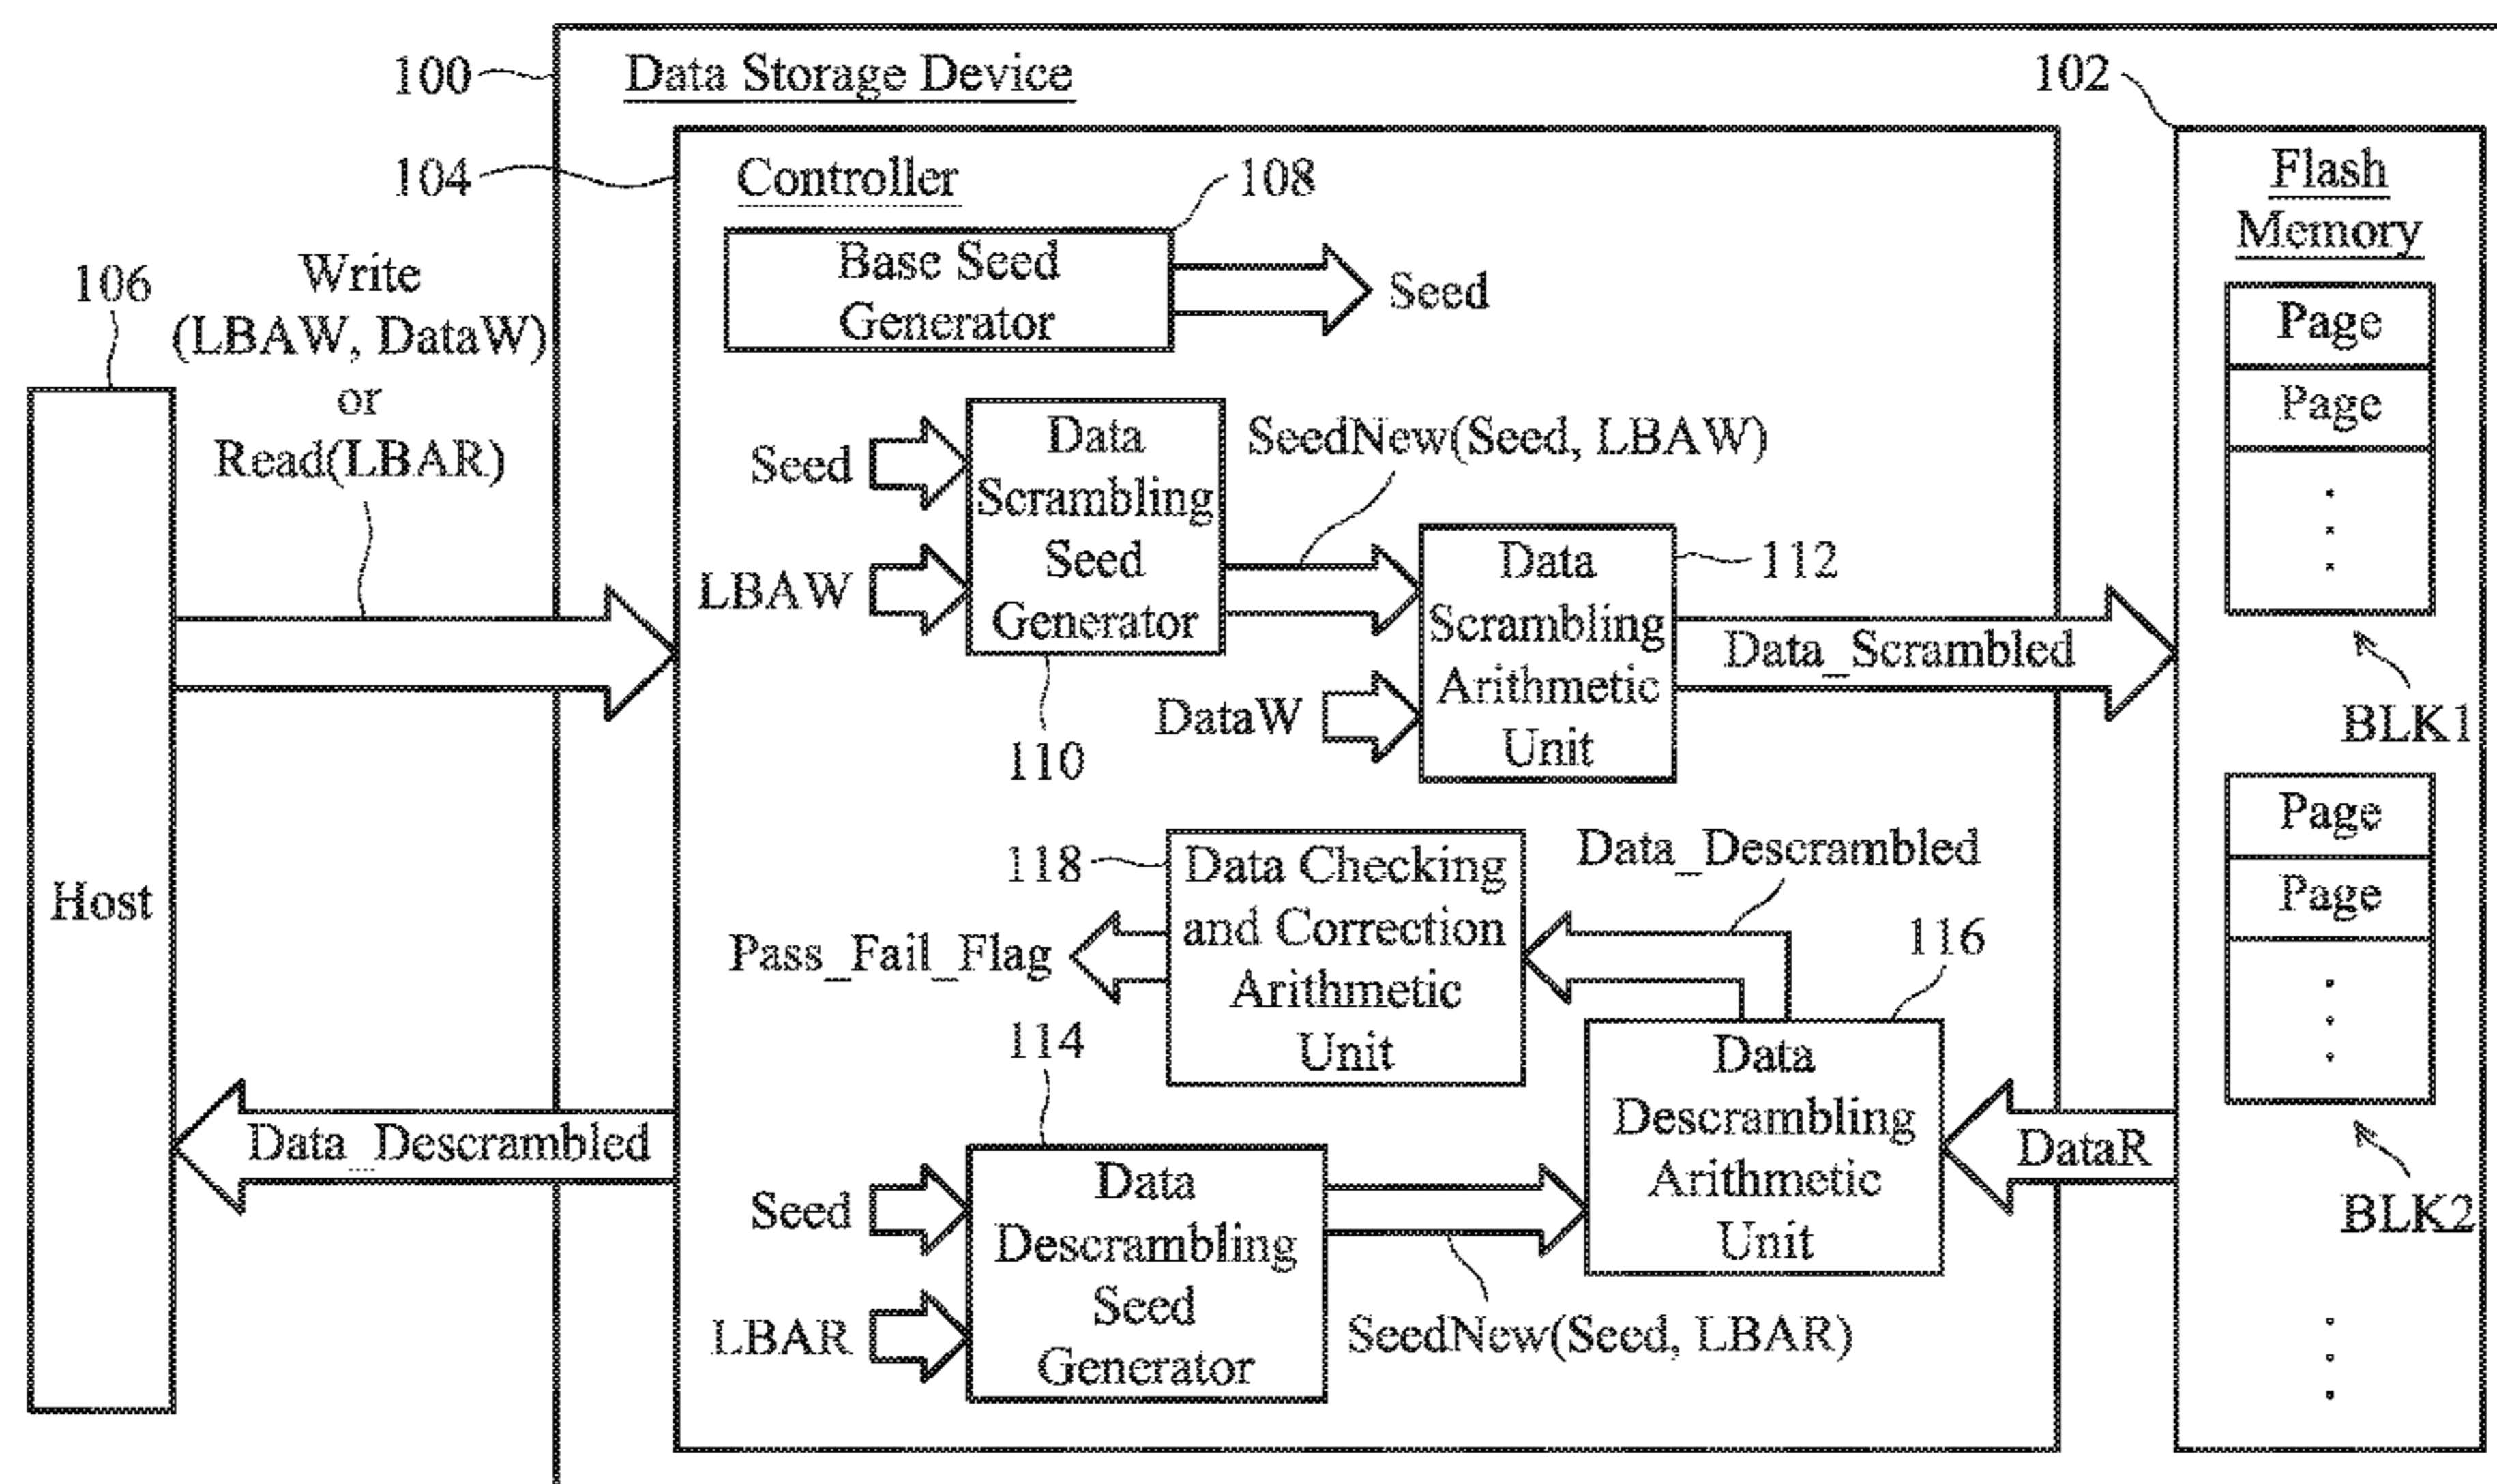 100
Data Storage Device
102
104
Controller
108
Flash
Memory
Base Seed
Generator
Seed
106
Write
(LBAW, DataW)
or
Read(LBAR)
Page
Page
Seed
LBAW
Data
Scrambling
Seed
Generator
110
SeedNew(Seed, LBAW)
DataW
Data
Scrambling
Arithmetic
Unit
112
Data_Scrambled
BLK1
Host
118
Data Checking
and Correction
Arithmetic
Unit
Pass_Fail_Flag
Data_Descrambled
116
Page
Page
114
Data
Descrambling
Arithmetic
Unit
DataR
BLK2
Data_Descrambled
Seed
LBAR
Data
Descrambling
Seed
Generator
SeedNew(Seed, LBAR)